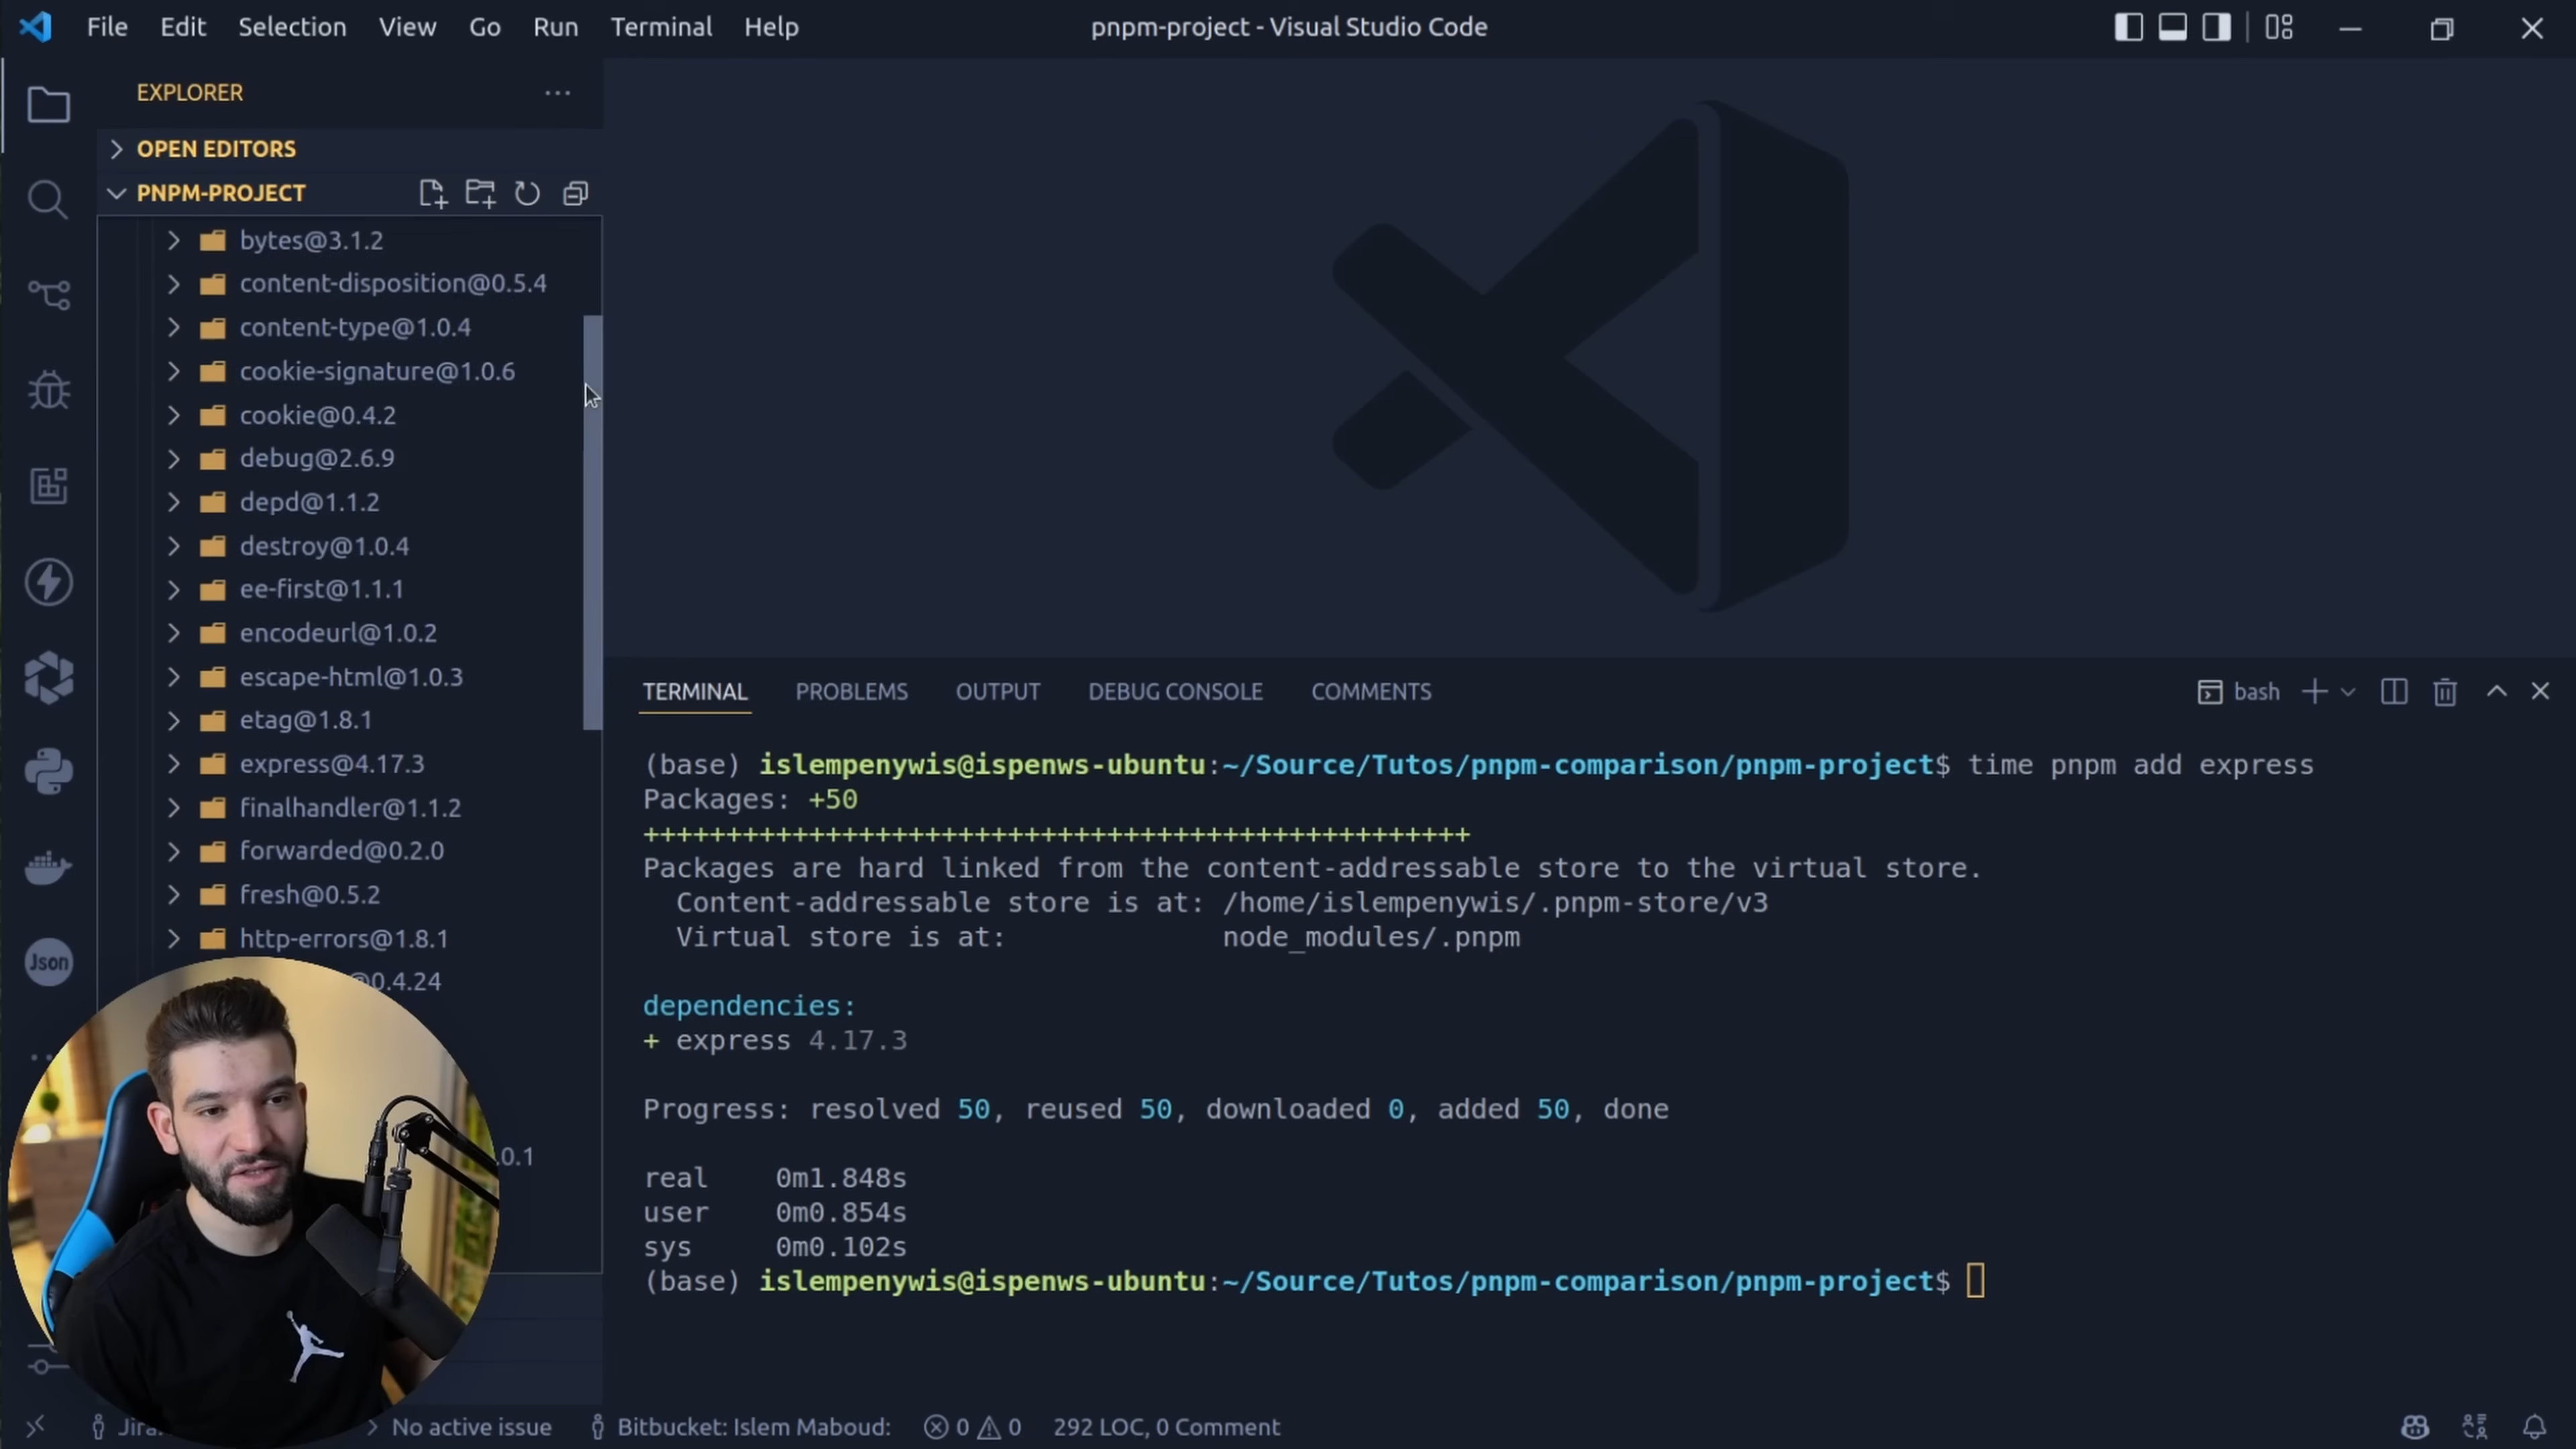 File Edit Selection View Go Run Terminal Help
pnpm-project - Visual Studio Code
EXPLORER
OPEN EDITORS
PNPM-PROJECT
bytes@3.1.2
content-disposition@0.5.4
content-type@1.0.4
cookie-signature@1.0.6
cookie@0.4.2
debug@2.6.9
depd@1.1.2
destroy@1.0.4
ee-first@1.1.1
encodeurl@1.0.2
escape-html@1.0.3
etag@1.8.1
express@4.17.3
finalhandler@1.1.2
forwarded@0.2.0
fresh@0.5.2
http-errors@1.8.1
@0.4.24
.0.1
Json
TERMINAL PROBLEMS OUTPUT DEBUG CONSOLE COMMENTS
bash
(base) islempenywis@ispenws-ubuntu:~/Source/Tutos/pnpm-comparison/pnpm-project$ time pnpm add express
Packages: +50
++++++++++++++++++++++++++++++++++++++++++++++++++
Packages are hard linked from the content-addressable store to the virtual store.
Content-addressable store is at: /home/islempenywis/.pnpm-store/v3
Virtual store is at: node_modules/.pnpm
dependencies:
+ express 4.17.3
Progress: resolved 50, reused 50, downloaded 0, added 50, done
real 0m1.848s
user 0m0.854s
sys 0m0.102s
(base) islempenywis@ispenws-ubuntu:~/Source/Tutos/pnpm-comparison/pnpm-project$
Jira: No active issue Bitbucket: Islem Maboud: 0 0 292 LOC, 0 Comment